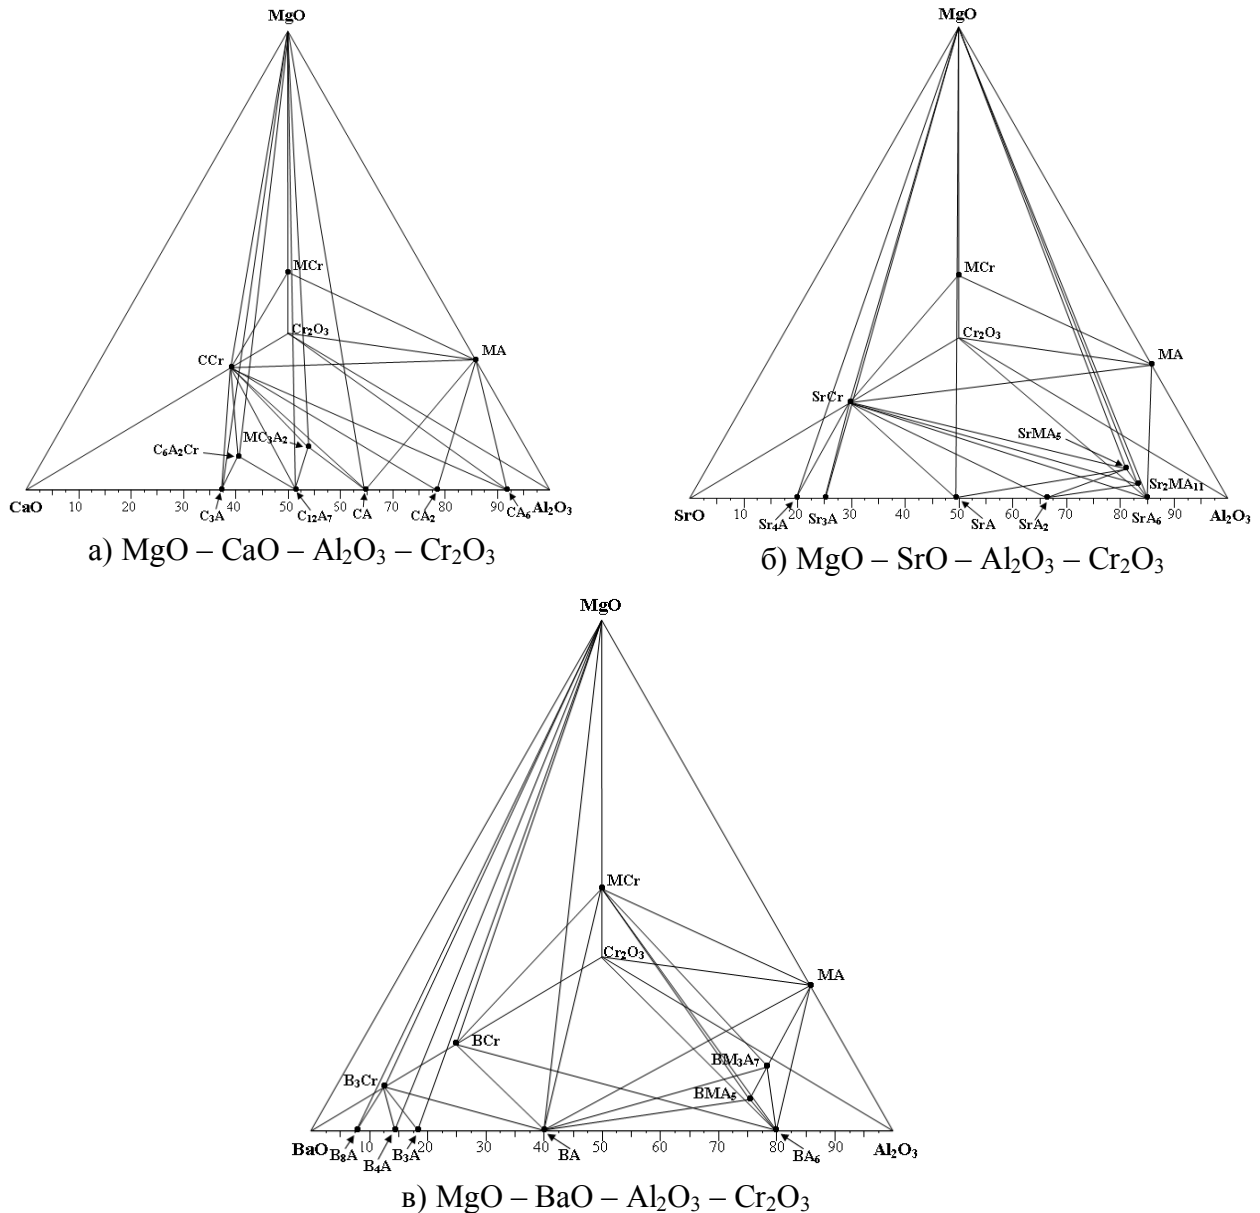 MgO
MCr
Cr₂O₃
CCr
MA
MC₃A₂
C₆A₂Cr
CaO
10
20
30
40
50
60
70
80
90
Al₂O₃
C₃A
C₁₂A₇
CA
CA₂
CA₆
а) MgO – CaO – Al₂O₃ – Cr₂O₃
MgO
MCr
Cr₂O₃
MA
SrCr
SrMA₅
Sr₂MA₁₁
SrO
10
20
30
40
50
60
70
80
90
Al₂O₃
Sr₄A
Sr₃A
SrA
SrA₂
SrA₆
б) MgO – SrO – Al₂O₃ – Cr₂O₃
MgO
MCr
Cr₂O₃
MA
BCr
BM₃A₇
B₃Cr
BMA₅
BaO
10
20
30
40
50
60
70
80
90
Al₂O₃
B₈A
B₄A
B₃A
BA
BA₆
в) MgO – BaO – Al₂O₃ – Cr₂O₃